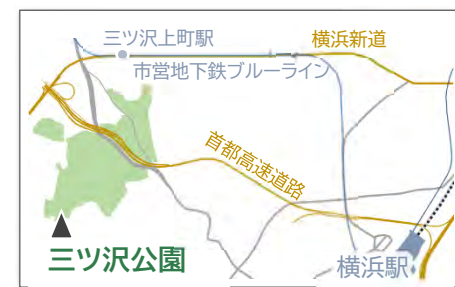 三ツ沢上町駅
横浜新道
市営地下鉄ブルーライン
首都高速道路
三ツ沢公園
横浜駅